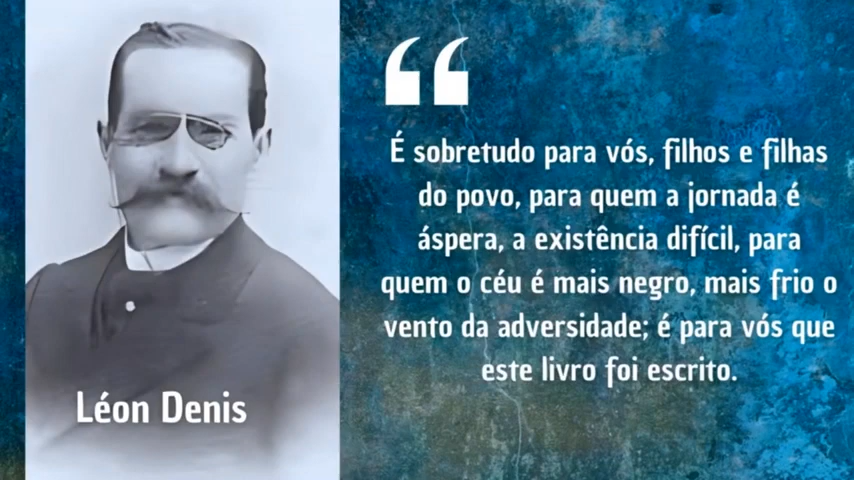 É sobretudo para vós, filhos e filhas
do povo, para quem a jornada é
áspera, a existência difícil, para
quem o céu é mais negro, mais frio o
vento da adversidade; é para vós que
este livro foi escrito.
Léon Denis